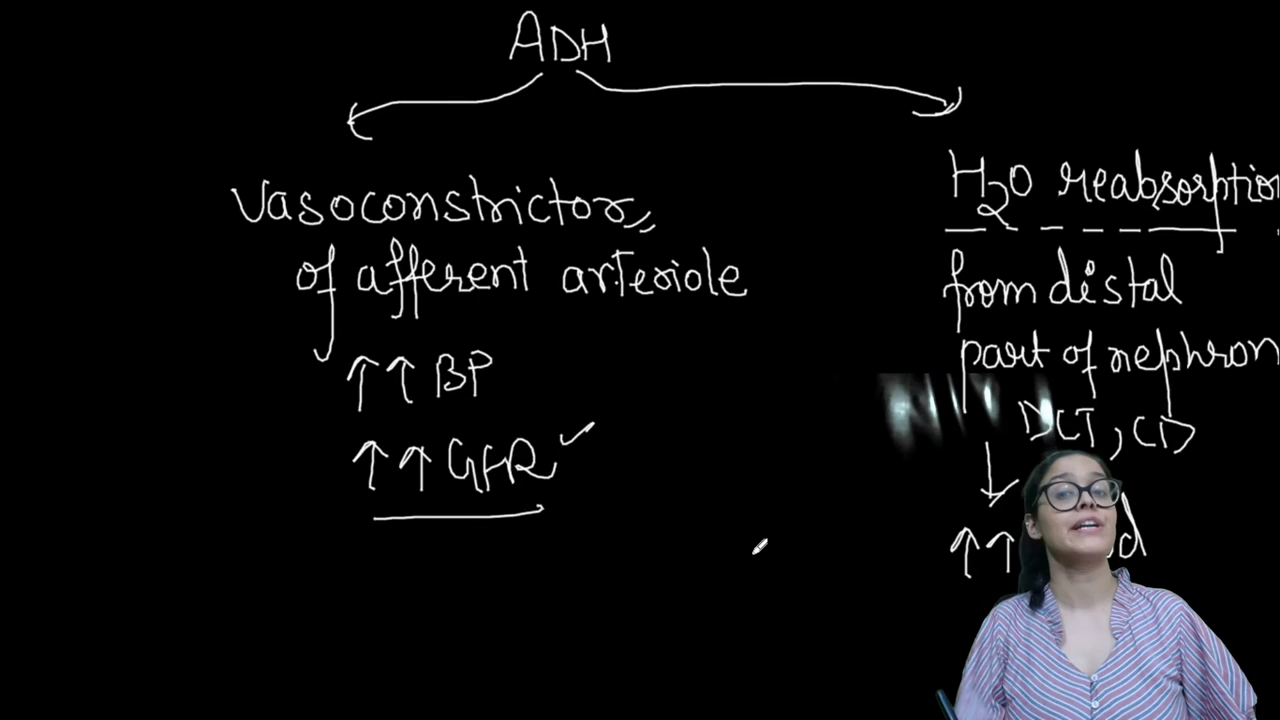 ADH
Vasoconstrictor
of afferent arteriole
↑↑ BP
↑↑ GFR ✓
H2O reabsorption
from distal
part of nephron
DCT, CD
↑↑